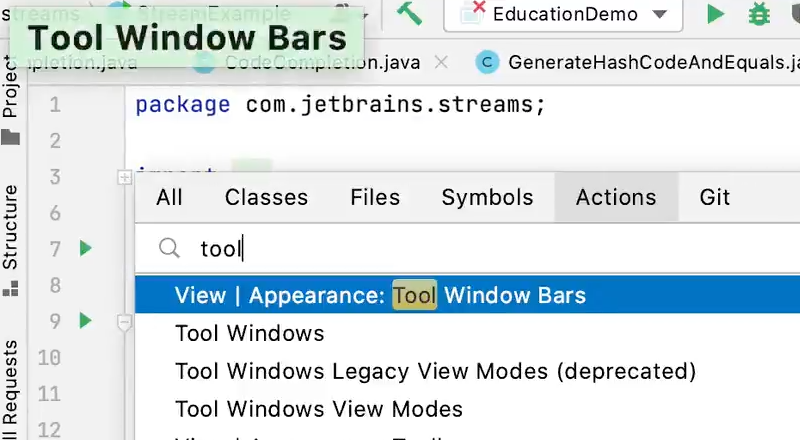 streams
StreamExample
EducationDemo
Tool Window Bars
mpletion.java
CodeCompletion.java
GenerateHashCodeAndEquals.ja
Project
Structure
ll Requests
1
package com.jetbrains.streams;
2
3
import
6
7
8
9
10
11
12
All
Classes
Files
Symbols
Actions
Git
tool
View | Appearance: Tool Window Bars
Tool Windows
Tool Windows Legacy View Modes (deprecated)
Tool Windows View Modes